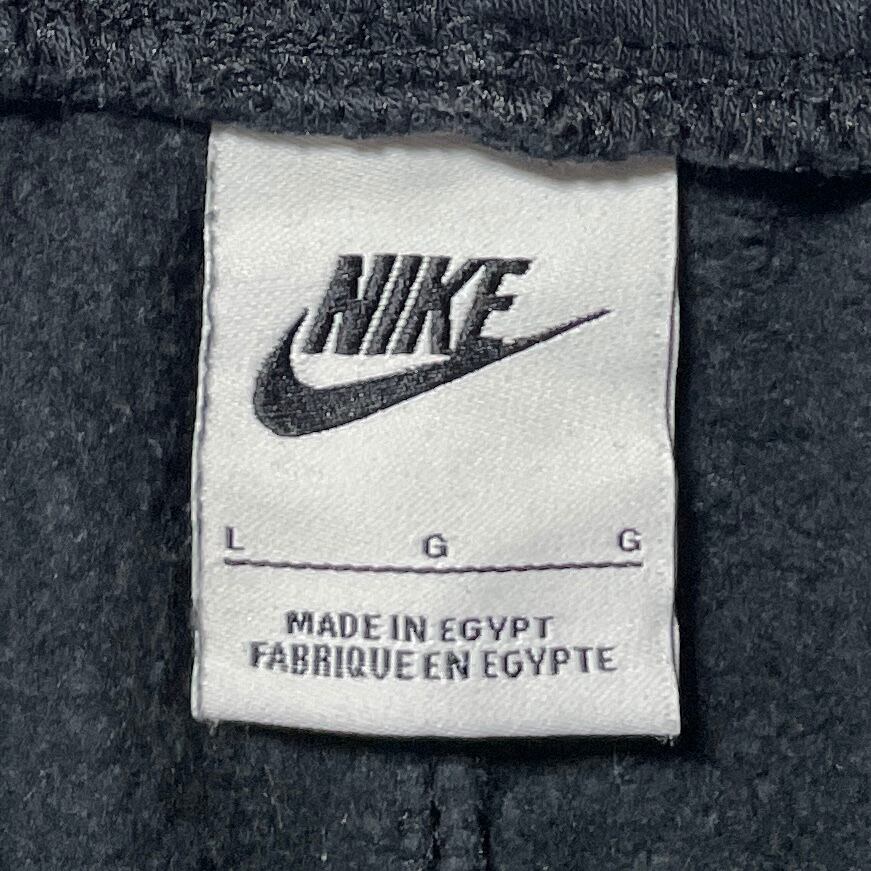 NIKE
L G G
MADE IN EGYPT
FABRIQUE EN EGYPTE